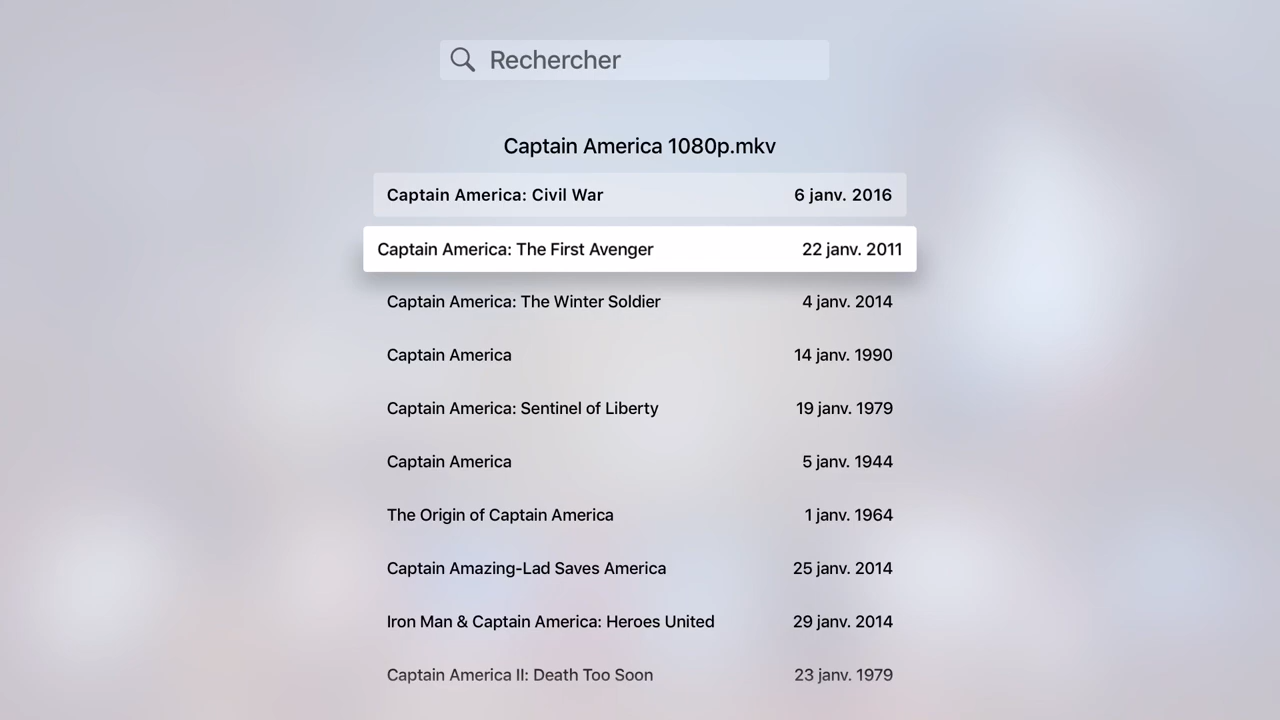 Rechercher
Captain America 1080p.mkv
Captain America: Civil War 6 janv. 2016
Captain America: The First Avenger 22 janv. 2011
Captain America: The Winter Soldier 4 janv. 2014
Captain America 14 janv. 1990
Captain America: Sentinel of Liberty 19 janv. 1979
Captain America 5 janv. 1944
The Origin of Captain America 1 janv. 1964
Captain Amazing-Lad Saves America 25 janv. 2014
Iron Man & Captain America: Heroes United 29 janv. 2014
Captain America II: Death Too Soon 23 janv. 1979